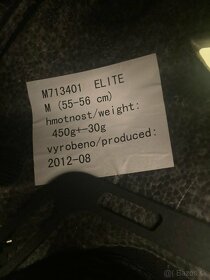 M713401 ELITE
M (55-56 cm)
hmotnost/weight:
450g+-30g
vyrobeno/produced:
2012-08